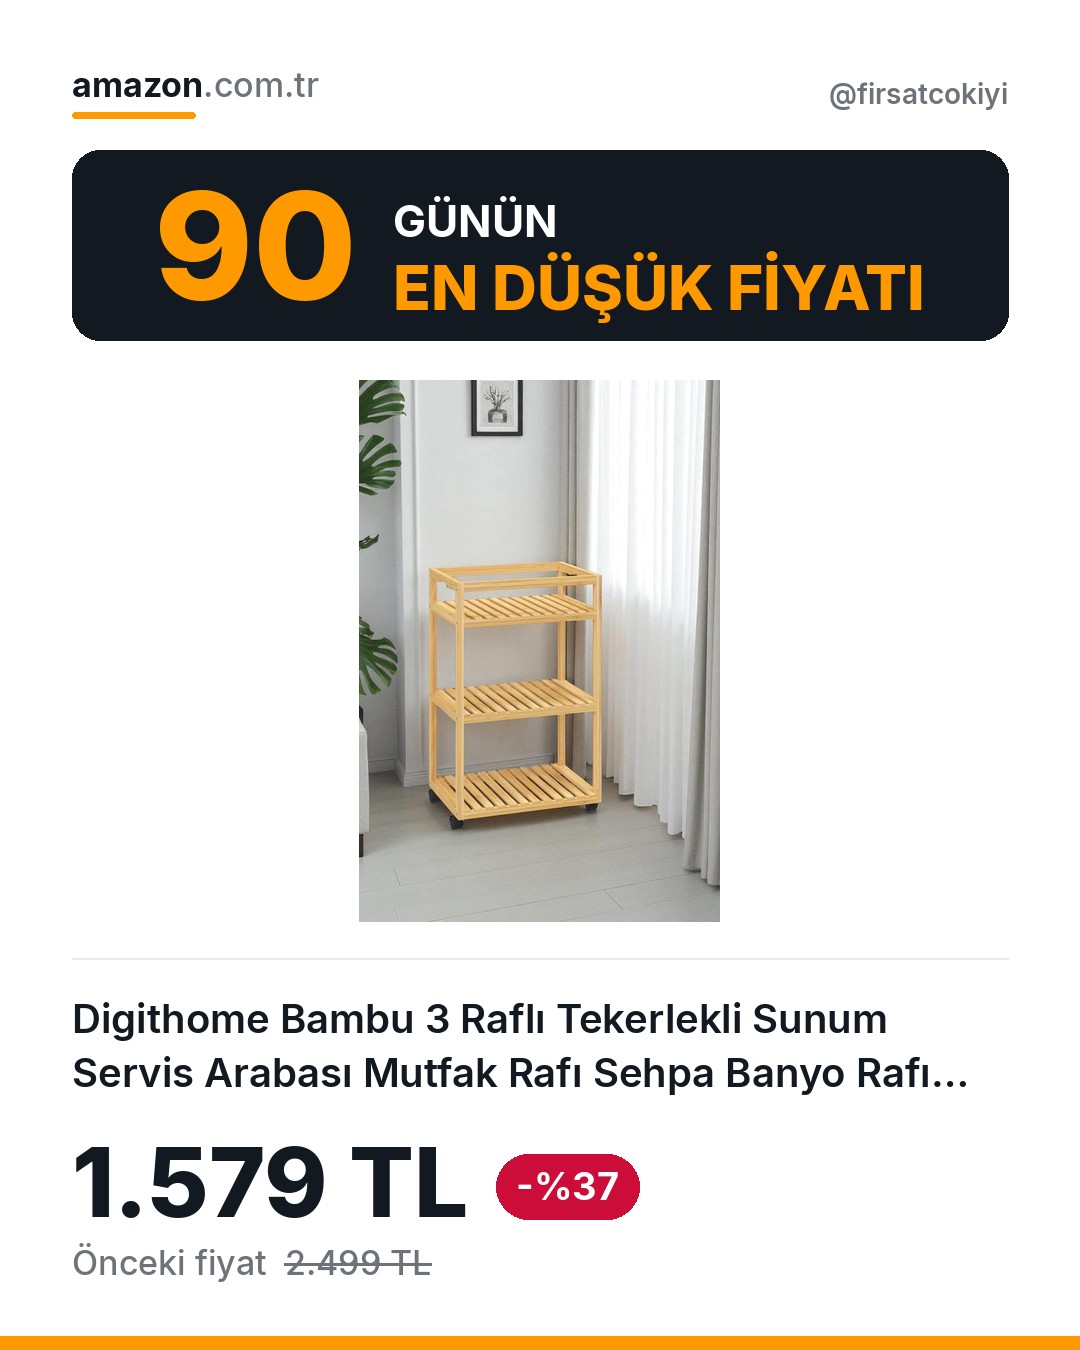 amazon.com.tr
@firsatcokiyi
90
GÜNÜN
EN DÜŞÜK FİYATI
Digithome Bambu 3 Raflı Tekerlekli Sunum
Servis Arabası Mutfak Rafı Sehpa Banyo Rafı...
1.579 TL -%37
Önceki fiyat 2.499 TL